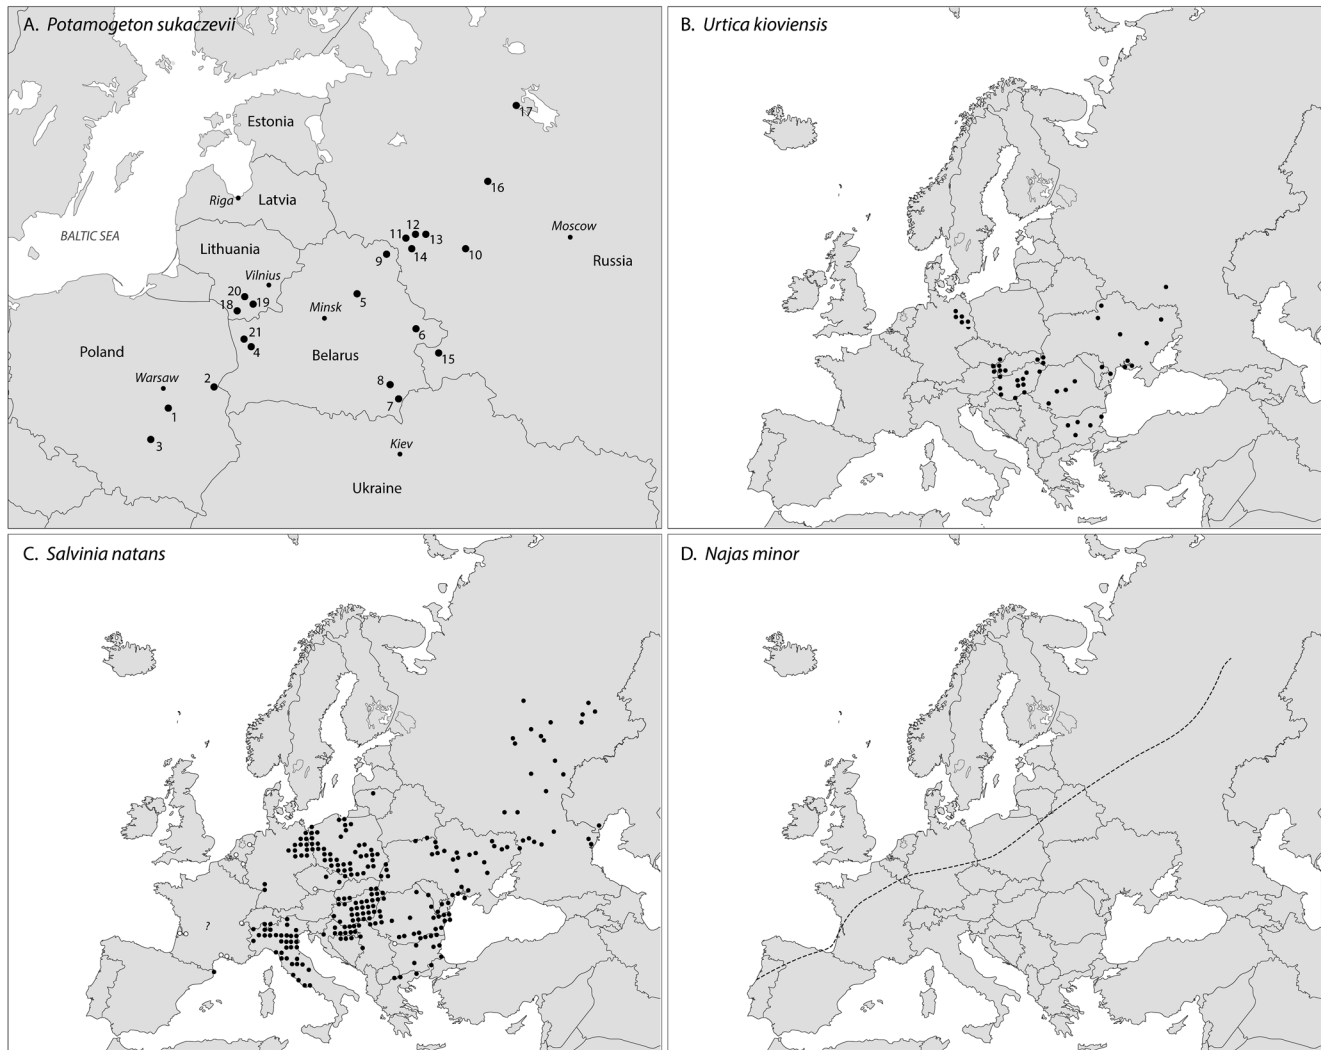 A. Potamogeton sukaczevii
17
Estonia
16
Riga
Latvia
12
11
13
Moscow
BALTIC SEA
Lithuania
14
10
9
Russia
Vilnius
20
19
18
5
Minsk
6
21
4
Poland
Belarus
15
Warsaw
2
8
7
1
3
Kiev
Ukraine
B. Urtica kioviensis
C. Salvinia natans
?
D. Najas minor